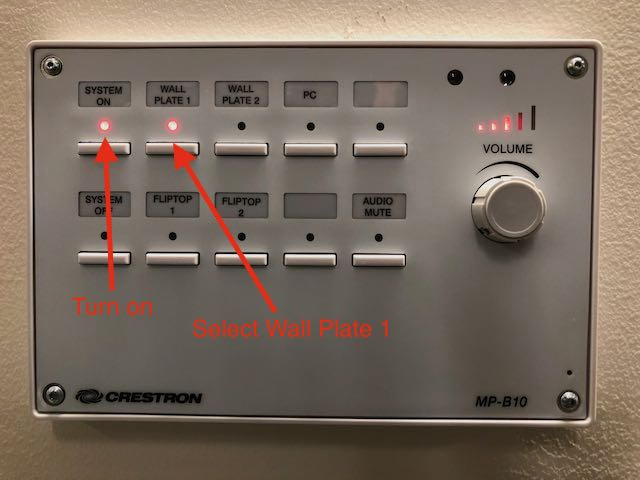 SYSTEM
ON
WALL
PLATE 1
WALL
PLATE 2
PC
VOLUME
SYSTEM
OFF
FLIPTOP
1
FLIPTOP
2
AUDIO
MUTE
Turn on
Select Wall Plate 1
CRESTRON
MP-B10